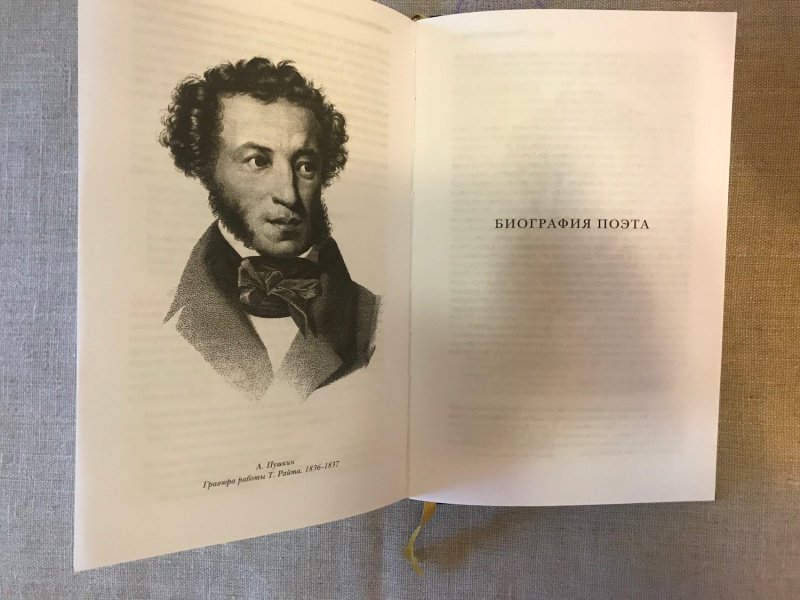 А. Пушкин
Гравюра работы Т. Райта. 1836–1837
БИОГРАФИЯ ПОЭТА